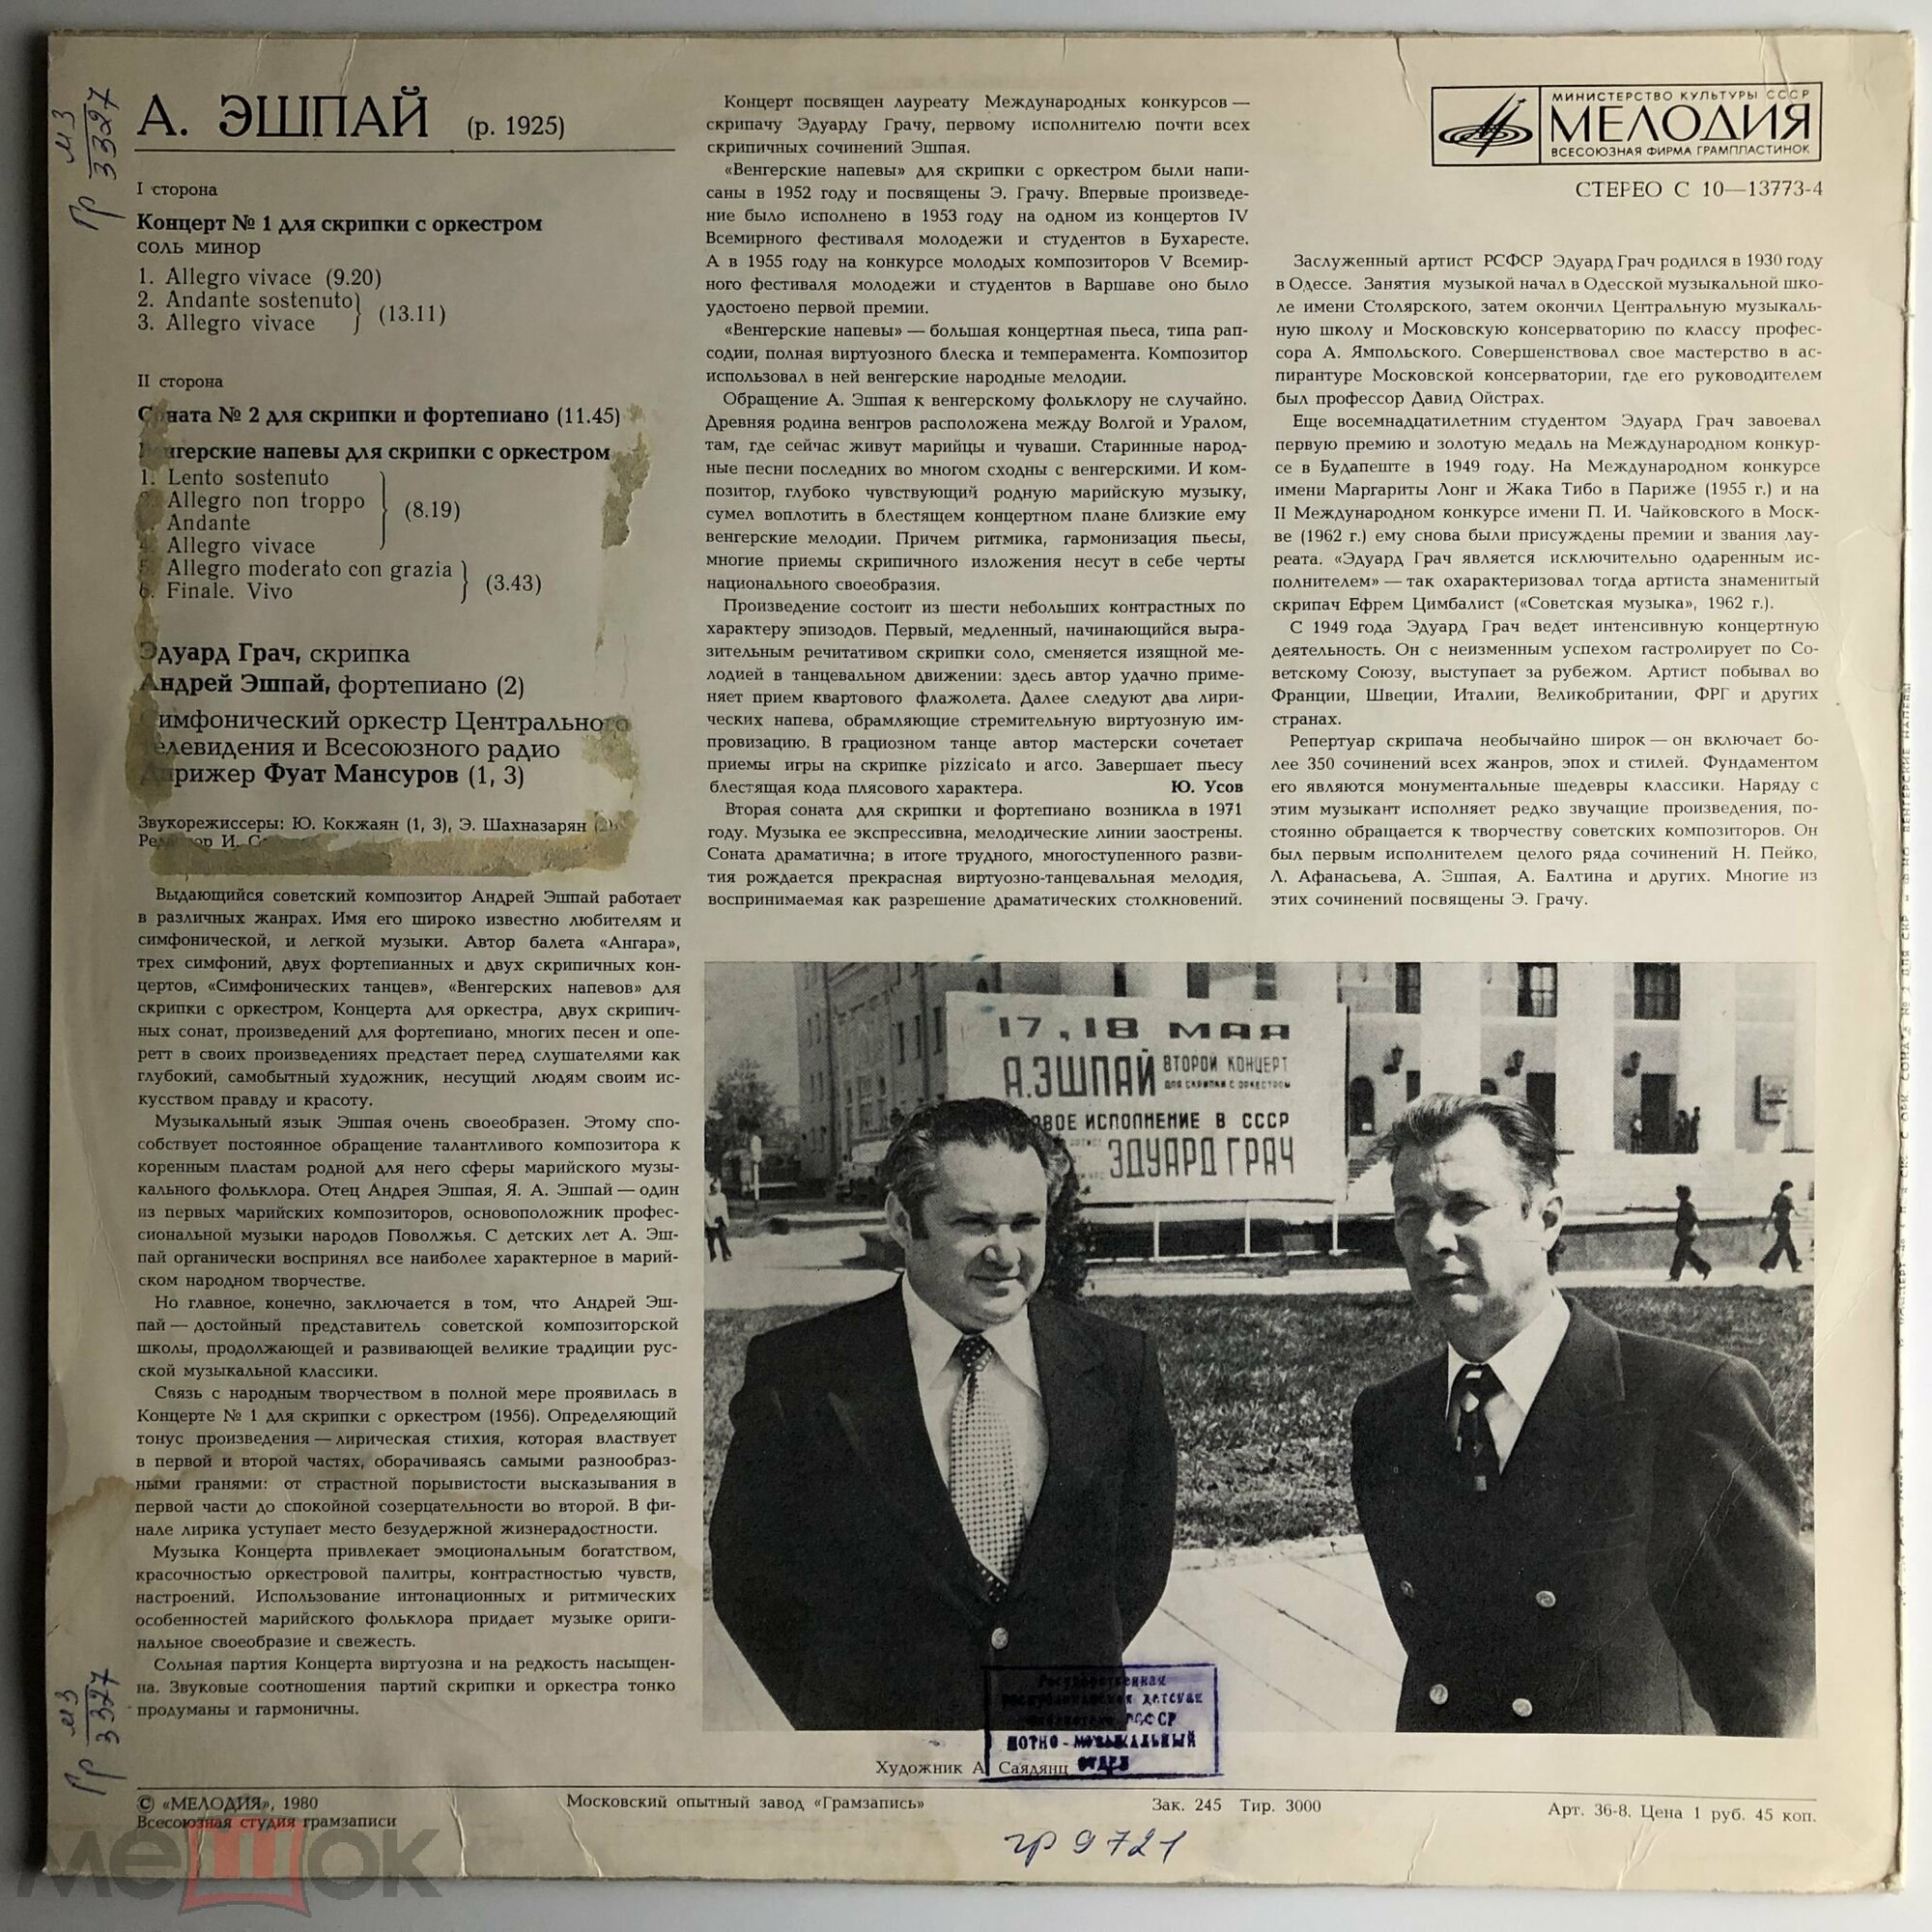 А. ЭШПАЙ (р. 1925)
I сторона
Концерт № 1 для скрипки с оркестром
соль минор
1. Allegro vivace (9.20)
2. Andante sostenuto
3. Allegro vivace (13.11)
II сторона
Соната № 2 для скрипки и фортепиано (11.45)
Венгерские напевы для скрипки с оркестром
1. Lento sostenuto
2. Allegro non troppo
Andante (8.19)
4. Allegro vivace
5. Allegro moderato con grazia
6. Finale. Vivo (3.43)
Эдуард Грач, скрипка
Андрей Эшпай, фортепиано (2)
Симфонический оркестр Центрального
телевидения и Всесоюзного радио
Дирижер Фуат Мансуров (1, 3)
Звукорежиссеры: Ю. Кокжаян (1, 3), Э. Шахназарян (2)
Редактор И.
Выдающийся советский композитор Андрей Эшпай работает
в различных жанрах. Имя его широко известно любителям и
симфонической, и легкой музыки. Автор балета «Ангара»,
трех симфоний, двух фортепианных и двух скрипичных кон-
цертов, «Симфонических танцев», «Венгерских напевов» для
скрипки с оркестром, Концерта для оркестра, двух скрипич-
ных сонат, произведений для фортепиано, многих песен и опе-
ретт в своих произведениях предстает перед слушателями как
глубокий, самобытный художник, несущий людям своим ис-
кусством правду и красоту.
Музыкальный язык Эшпая очень своеобразен. Этому спо-
собствует постоянное обращение талантливого композитора к
коренным пластам родной для него сферы марийского музы-
кального фольклора. Отец Андрея Эшпая, Я. А. Эшпай — один
из первых марийских композиторов, основоположник профес-
сиональной музыки народов Поволжья. С детских лет А. Эш-
пай органически воспринял все наиболее характерное в марий-
ском народном творчестве.
Но главное, конечно, заключается в том, что Андрей Эш-
пай — достойный представитель советской композиторской
школы, продолжающей и развивающей великие традиции рус-
ской музыкальной классики.
Связь с народным творчеством в полной мере проявилась в
Концерте № 1 для скрипки с оркестром (1956). Определяющий
тонус произведения — лирическая стихия, которая властвует
в первой и второй частях, оборачиваясь самыми разнообраз-
ными гранями: от страстной порывистости высказывания в
первой части до спокойной созерцательности во второй. В фи-
нале лирика уступает место безудержной жизнерадостности.
Музыка Концерта привлекает эмоциональным богатством,
красочностью оркестровой палитры, контрастностью чувств,
настроений. Использование интонационных и ритмических
особенностей марийского фольклора придает музыке ориги-
нальное своеобразие и свежесть.
Сольная партия Концерта виртуозна и на редкость насыщен-
на. Звуковые соотношения партий скрипки и оркестра тонко
продуманы и гармоничны.
Концерт посвящен лауреату Международных конкурсов —
скрипачу Эдуарду Грачу, первому исполнителю почти всех
скрипичных сочинений Эшпая.
«Венгерские напевы» для скрипки с оркестром были напи-
саны в 1952 году и посвящены Э. Грачу. Впервые произведе-
ние было исполнено в 1953 году на одном из концертов IV
Всемирного фестиваля молодежи и студентов в Бухаресте.
А в 1955 году на конкурсе молодых композиторов V Всемир-
ного фестиваля молодежи и студентов в Варшаве оно было
удостоено первой премии.
«Венгерские напевы» — большая концертная пьеса, типа рап-
содии, полная виртуозного блеска и темперамента. Композитор
использовал в ней венгерские народные мелодии.
Обращение А. Эшпая к венгерскому фольклору не случайно.
Древняя родина венгров расположена между Волгой и Уралом,
там, где сейчас живут марийцы и чуваши. Старинные народ-
ные песни последних во многом сходны с венгерскими. И ком-
позитор, глубоко чувствующий родную марийскую музыку,
сумел воплотить в блестящем концертном плане близкие ему
венгерские мелодии. Причем ритмика, гармонизация пьесы,
многие приемы скрипичного изложения несут в себе черты
национального своеобразия.
Произведение состоит из шести небольших контрастных по
характеру эпизодов. Первый, медленный, начинающийся выра-
зительным речитативом скрипки соло, сменяется изящной ме-
лодией в танцевальном движении: здесь автор удачно приме-
няет прием квартового флажолета. Далее следуют два лири-
ческих напева, обрамляющие стремительную виртуозную им-
провизацию. В грациозном танце автор мастерски сочетает
приемы игры на скрипке pizzicato и arco. Завершает пьесу
блестящая кода плясового характера. Ю. Усов
Вторая соната для скрипки и фортепиано возникла в 1971
году. Музыка ее экспрессивна, мелодические линии заострены.
Соната драматична; в итоге трудного, многоступенного разви-
тия рождается прекрасная виртуозно-танцевальная мелодия,
воспринимаемая как разрешение драматических столкновений.
МИНИСТЕРСТВО КУЛЬТУРЫ СССР
МЕЛОДИЯ
ВСЕСОЮЗНАЯ ФИРМА ГРАМПЛАСТИНОК
СТЕРЕО С 10—13773-4
Заслуженный артист РСФСР Эдуард Грач родился в 1930 году
в Одессе. Занятия музыкой начал в Одесской музыкальной шко-
ле имени Столярского, затем окончил Центральную музыкаль-
ную школу и Московскую консерваторию по классу профес-
сора А. Ямпольского. Совершенствовал свое мастерство в ас-
пирантуре Московской консерватории, где его руководителем
был профессор Давид Ойстрах.
Еще восемнадцатилетним студентом Эдуард Грач завоевал
первую премию и золотую медаль на Международном конкур-
се в Будапеште в 1949 году. На Международном конкурсе
имени Маргариты Лонг и Жака Тибо в Париже (1955 г.) и на
II Международном конкурсе имени П. И. Чайковского в Моск-
ве (1962 г.) ему снова были присуждены премии и звания лау-
реата. «Эдуард Грач является исключительно одаренным ис-
полнителем» — так охарактеризовал тогда артиста знаменитый
скрипач Ефрем Цимбалист («Советская музыка», 1962 г.).
С 1949 года Эдуард Грач ведет интенсивную концертную
деятельность. Он с неизменным успехом гастролирует по Со-
ветскому Союзу, выступает за рубежом. Артист побывал во
Франции, Швеции, Италии, Великобритании, ФРГ и других
странах.
Репертуар скрипача необычайно широк — он включает бо-
лее 350 сочинений всех жанров, эпох и стилей. Фундаментом
его являются монументальные шедевры классики. Наряду с
этим музыкант исполняет редко звучащие произведения, по-
стоянно обращается к творчеству советских композиторов. Он
был первым исполнителем целого ряда сочинений Н. Пейко,
Л. Афанасьева, А. Эшпая, А. Балтина и других. Многие из
этих сочинений посвящены Э. Грачу.
17, 18 МАЯ
А.ЭШПАЙ ВТОРОЙ КОНЦЕРТ
ДЛЯ СКРИПКИ С ОРКЕСТРОМ
ВОЕ ИСПОЛНЕНИЕ В СССР
ЭДУАРД ГРАЧ
Государственная
республиканская детская
библиотека РСФСР
НОТНО-МУЗЫКАЛЬНЫЙ
ОТДЕЛ
Художник А. Саядянц
© «МЕЛОДИЯ», 1980
Всесоюзная студия грамзаписи
Московский опытный завод «Грамзапись»
Зак. 245 Тир. 3000
Арт. 36-8. Цена 1 руб. 45 коп.
гр 9721
Гр М3 3327
Гр М3 3327
мешок